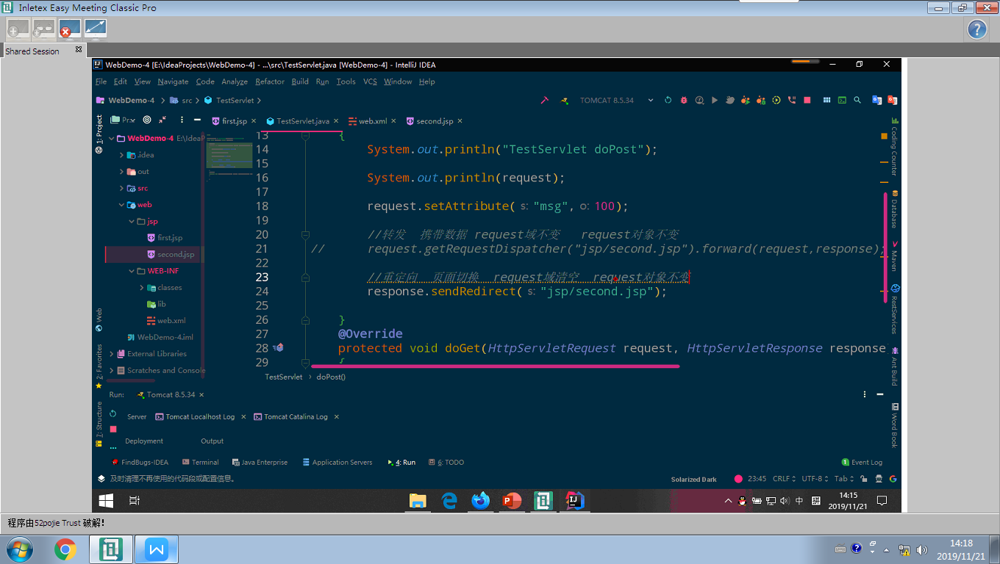 Inletex Easy Meeting Classic Pro
Shared Session
WebDemo-4 [E:\IdeaProjects\WebDemo-4] - ...\src\TestServlet.java [WebDemo-4] - IntelliJ IDEA
File Edit View Navigate Code Analyze Refactor Build Run Tools VCS Window Help
WebDemo-4 src TestServlet
TOMCAT 8.5.34
1: Project
Pr
first.jsp TestServlet.java web.xml second.jsp
WebDemo-4 E:\IdeaP
.idea
out
src
web
jsp
first.jsp
second.jsp
WEB-INF
classes
lib
web.xml
WebDemo-4.iml
External Libraries
Scratches and Console
13 {
14 System.out.println("TestServlet doPost");
15
16 System.out.println(request);
17
18 request.setAttribute( s: "msg", o: 100);
19
20 //转发 携带数据 request域不变 request对象不变
21 // request.getRequestDispatcher("jsp/second.jsp").forward(request,response);
22
23 //重定向 页面切换 request域清空 request对象不变
24 response.sendRedirect( s: "jsp/second.jsp");
25
26 }
27 @Override
28 protected void doGet(HttpServletRequest request, HttpServletResponse response
29 {
TestServlet doPost()
Coding Counter
Database
Maven
RestServices
Ant Build
Word Book
Web
2: Favorites
7: Structure
Run: Tomcat 8.5.34
Server Tomcat Localhost Log Tomcat Catalina Log
Deployment Output
FindBugs-IDEA Terminal Java Enterprise Application Servers 4: Run 6: TODO
1 Event Log
及时清理不再使用的代码段或配置信息。
Solarized Dark 23:45 CRLF UTF-8 Tab
中 拼
14:15
2019/11/21
程序由52pojie Trust 破解!
14:18
2019/11/21